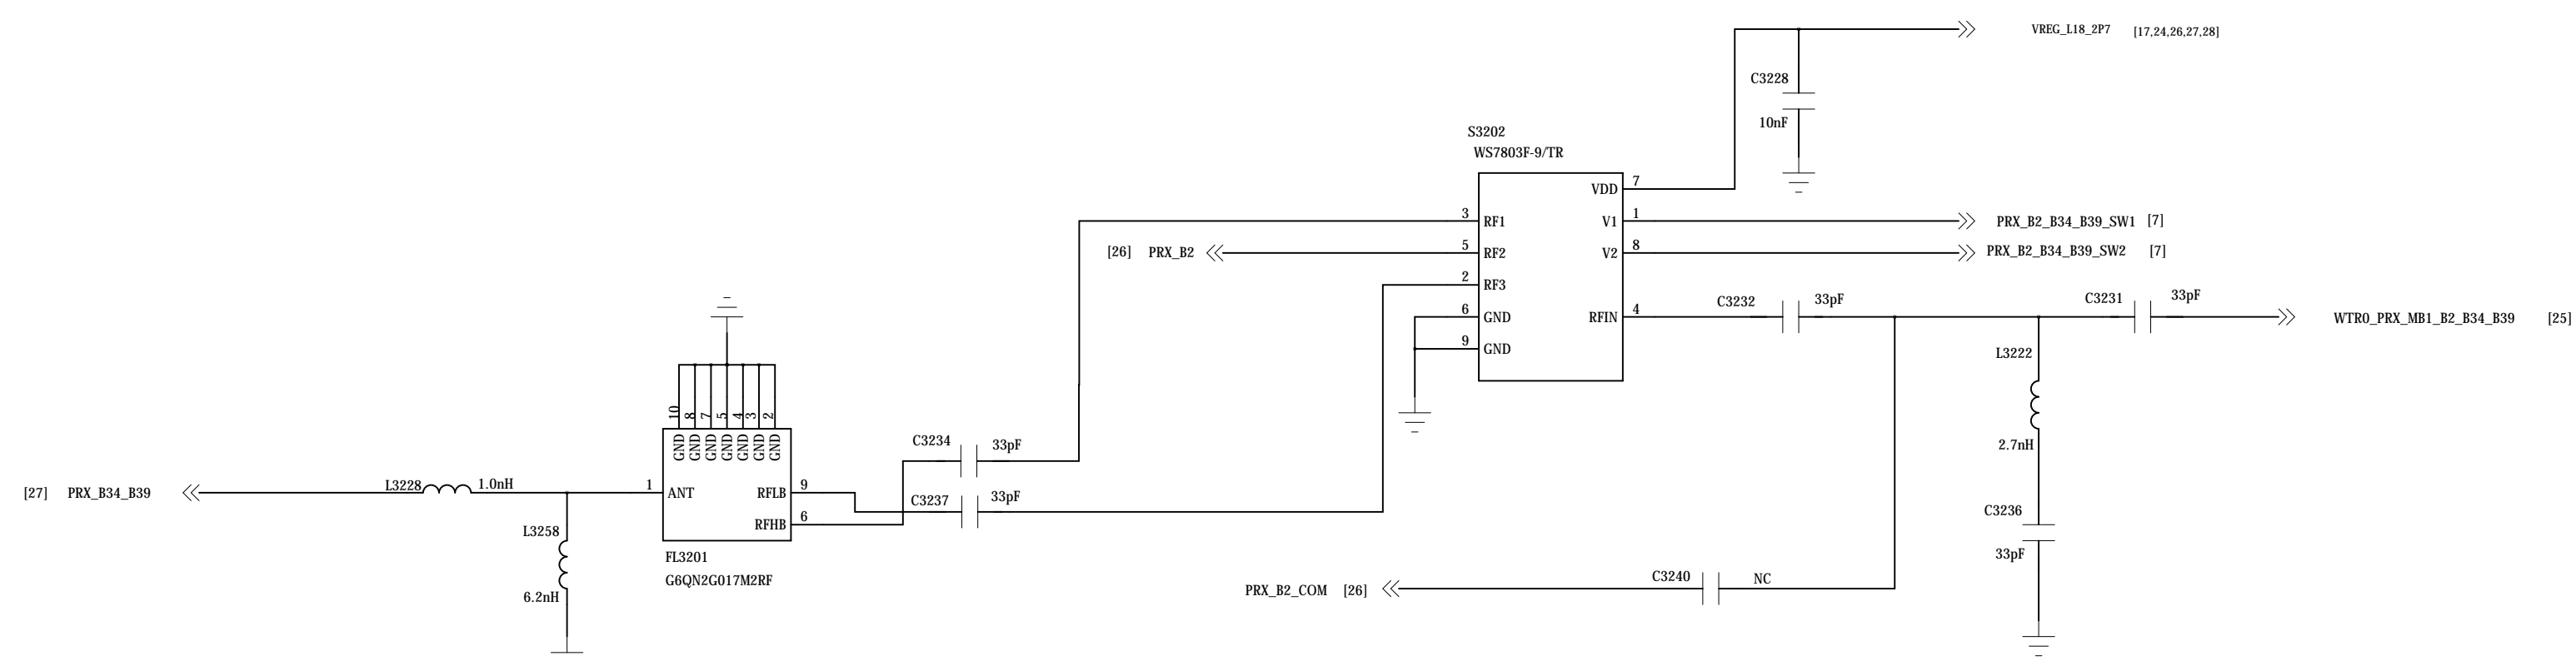 VREG_L18_2P7 [17,24,26,27,28]
C3228
10nF
S3202
WS7803F-9/TR
VDD 7
3 RF1 V1 1 PRX_B2_B34_B39_SW1 [7]
[26] PRX_B2 5 RF2 V2 8 PRX_B2_B34_B39_SW2 [7]
2 RF3
C3232 33pF C3231 33pF
6 GND RFIN 4 WTR0_PRX_MB1_B2_B34_B39 [25]
9 GND
L3222
2.7nH
10 8 7 5 4 3 2
GND GND GND GND GND GND GND
C3234 33pF
[27] PRX_B34_B39 L3228 1.0nH 1 ANT RFLB 9
C3237 33pF
RFHB 6
L3258
6.2nH
FL3201
G6QN2G017M2RF
C3236
33pF
C3240 NC
PRX_B2_COM [26]